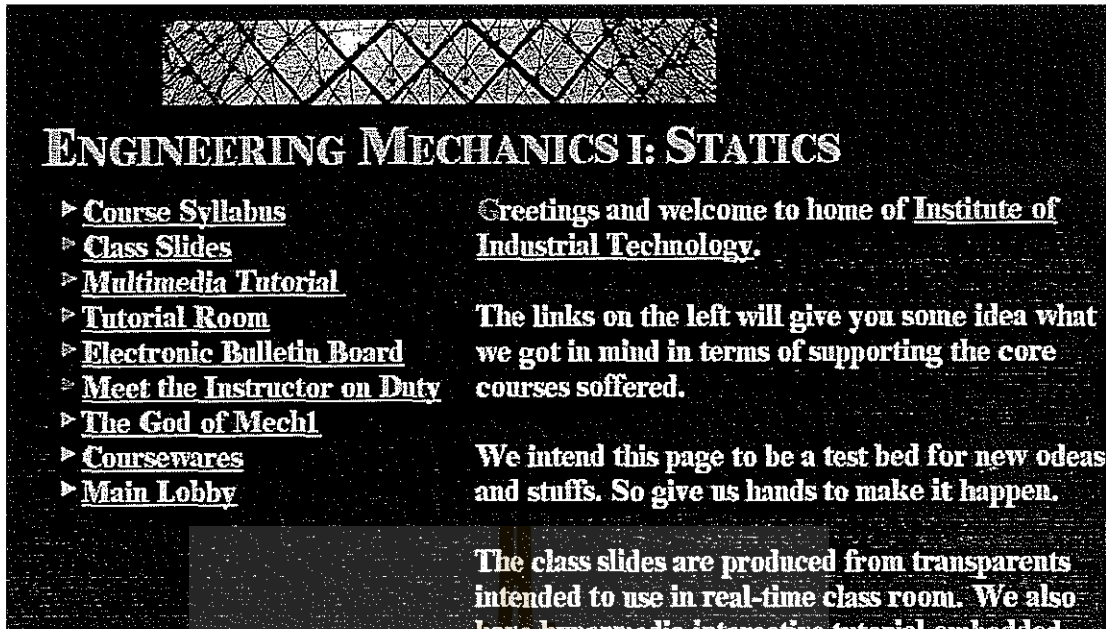 ENGINEERING MECHANICS I: STATICS
Course Syllabus
Class Slides
Multimedia Tutorial
Tutorial Room
Electronic Bulletin Board
Meet the Instructor on Duty
The God of Mech1
Coursewares
Main Lobby
Greetings and welcome to home of Institute of
Industrial Technology.
The links on the left will give you some idea what
we got in mind in terms of supporting the core
courses soffered.
We intend this page to be a test bed for new odeas
and stuffs. So give us hands to make it happen.
The class slides are produced from transparents
intended to use in real-time class room. We also